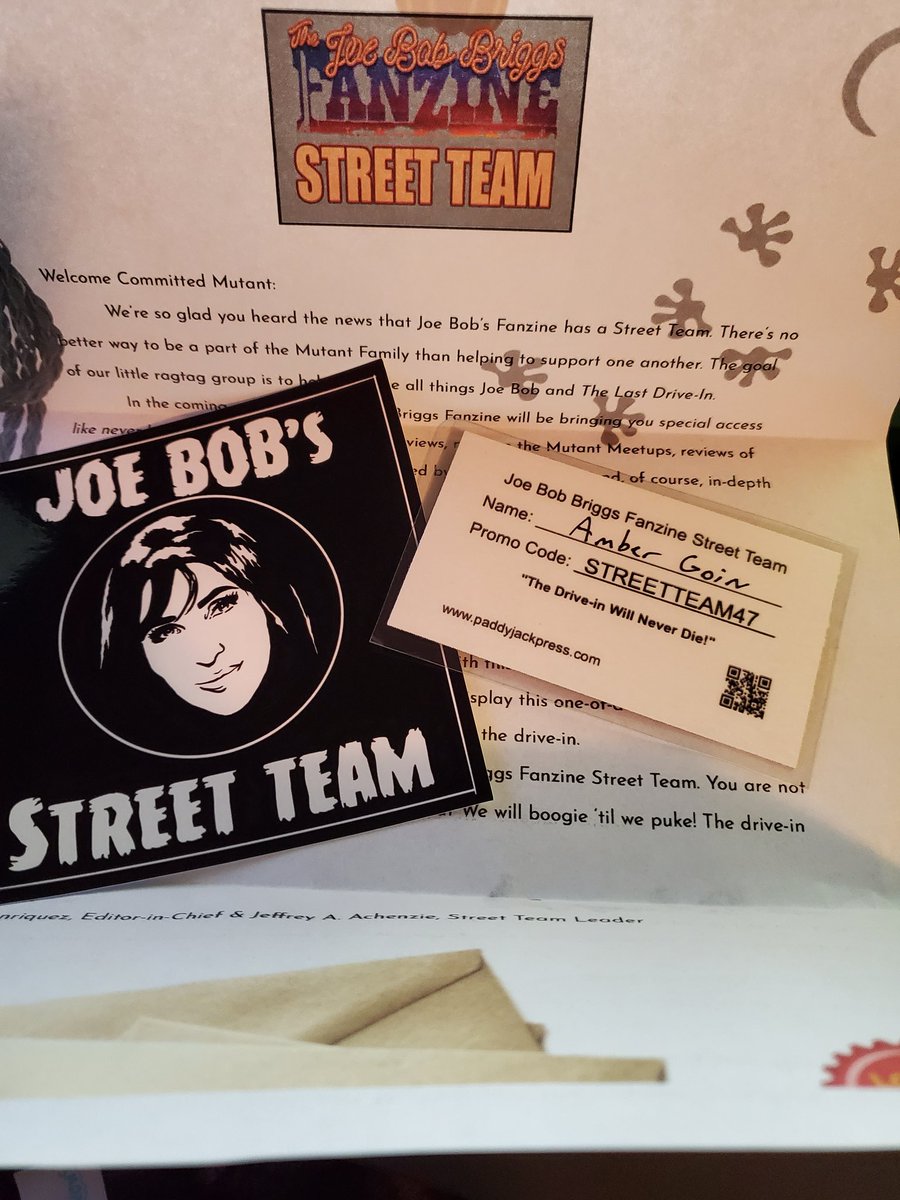 The Joe Bob Briggs
FANZINE
STREET TEAM
Welcome Committed Mutant:
We're so glad you heard the news that Joe Bob's Fanzine has a Street Team. There's no
better way to be a part of the Mutant Family than helping to support one another. The goal
of our little ragtag group is to all things Joe Bob and The Last Drive-In.
In the coming Briggs Fanzine will be bringing you special access
like the Mutant Meetups, reviews of
of course, in-depth
JOE BOB'S
STREET TEAM
Joe Bob Briggs Fanzine Street Team
Name: Amber Goin
Promo Code: STREETTEAM47
"The Drive-in Will Never Die!"
www.paddyjackpress.com
this one-of-a
the drive-in.
Fanzine Street Team. You are not
We will boogie 'til we puke! The drive-in
Editor-in-Chief & Jeffrey A. Achenzie, Street Team Leader